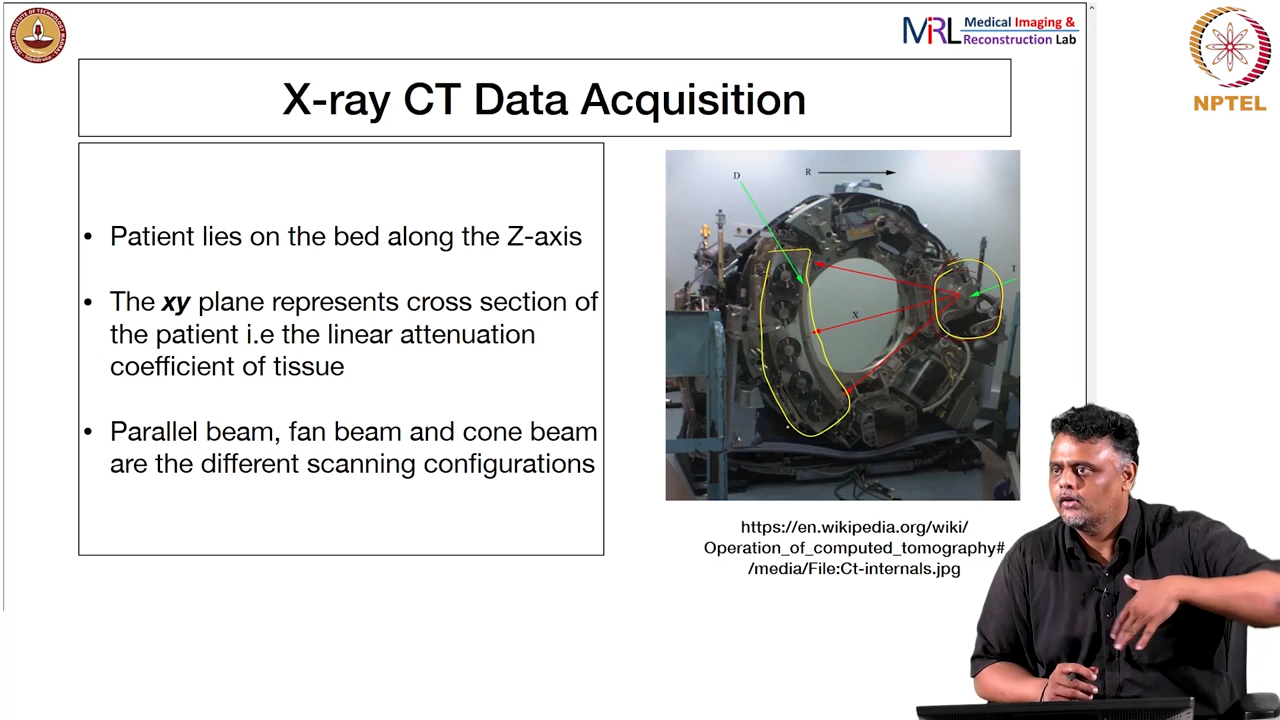 MIRL Medical Imaging &
Reconstruction Lab
NPTEL
X-ray CT Data Acquisition
• Patient lies on the bed along the Z-axis
• The xy plane represents cross section of
the patient i.e the linear attenuation
coefficient of tissue
• Parallel beam, fan beam and cone beam
are the different scanning configurations
D
R
T
X
https://en.wikipedia.org/wiki/
Operation_of_computed_tomography#
/media/File:Ct-internals.jpg